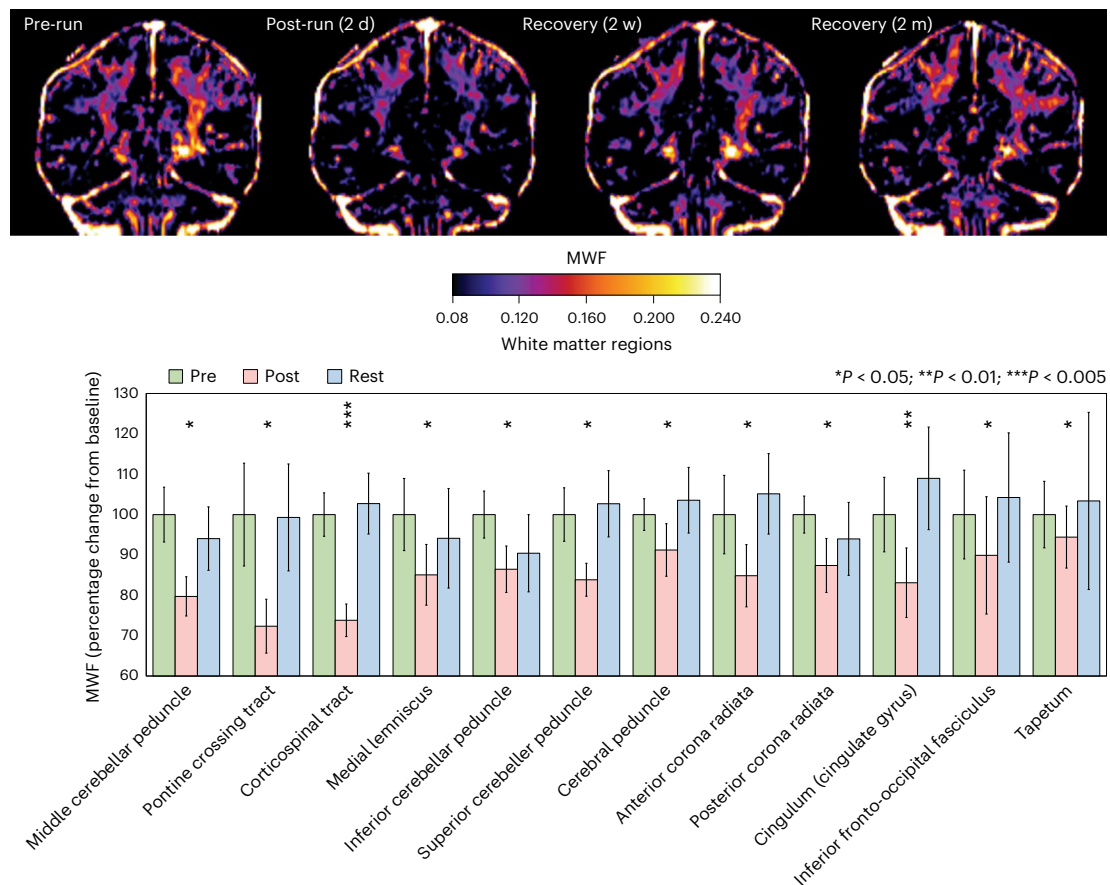 Pre-run
Post-run (2 d)
Recovery (2 w)
Recovery (2 m)
MWF
0.08 0.120 0.160 0.200 0.240
White matter regions
Pre Post Rest
*P < 0.05; **P < 0.01; ***P < 0.005
MWF (percentage change from baseline)
130
120
110
100
90
80
70
60
* * *** * * * * * * ** * *
Middle cerebellar peduncle
Pontine crossing tract
Corticospinal tract
Medial lemniscus
Inferior cerebellar peduncle
Superior cerebeller peduncle
Cerebral peduncle
Anterior corona radiata
Posterior corona radiata
Cingulum (cingulate gyrus)
Inferior fronto-occipital fasciculus
Tapetum